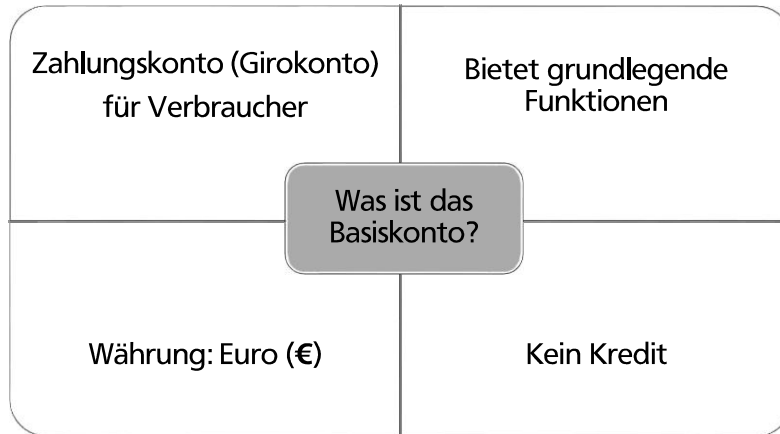 Zahlungskonto (Girokonto)
für Verbraucher
Bietet grundlegende
Funktionen
Was ist das
Basiskonto?
Währung: Euro (€)
Kein Kredit